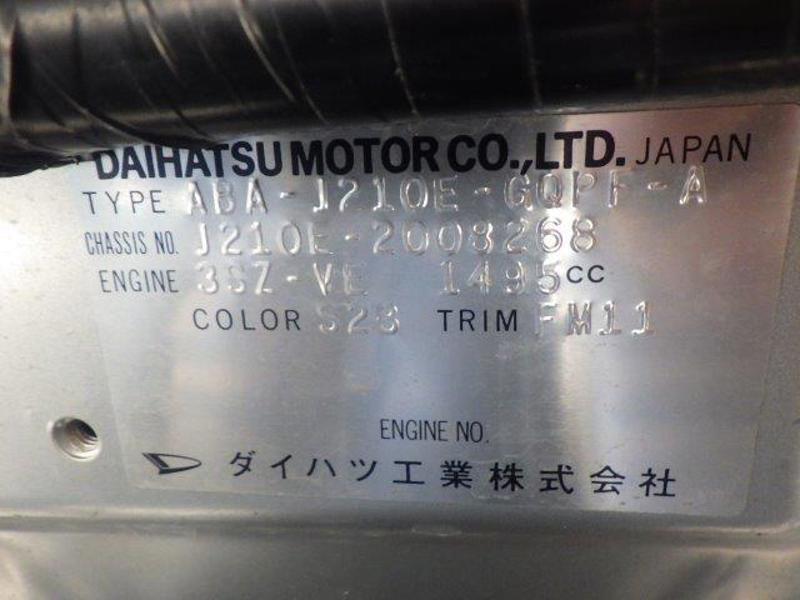 DAIHATSU MOTOR CO.,LTD. JAPAN
TYPE ABA-J210E-GQPF-A
CHASSIS NO. J210E-2008268
ENGINE 3SZ-VE 1495CC
COLOR S28 TRIM FM11
ENGINE NO.
ダイハツ工業株式会社